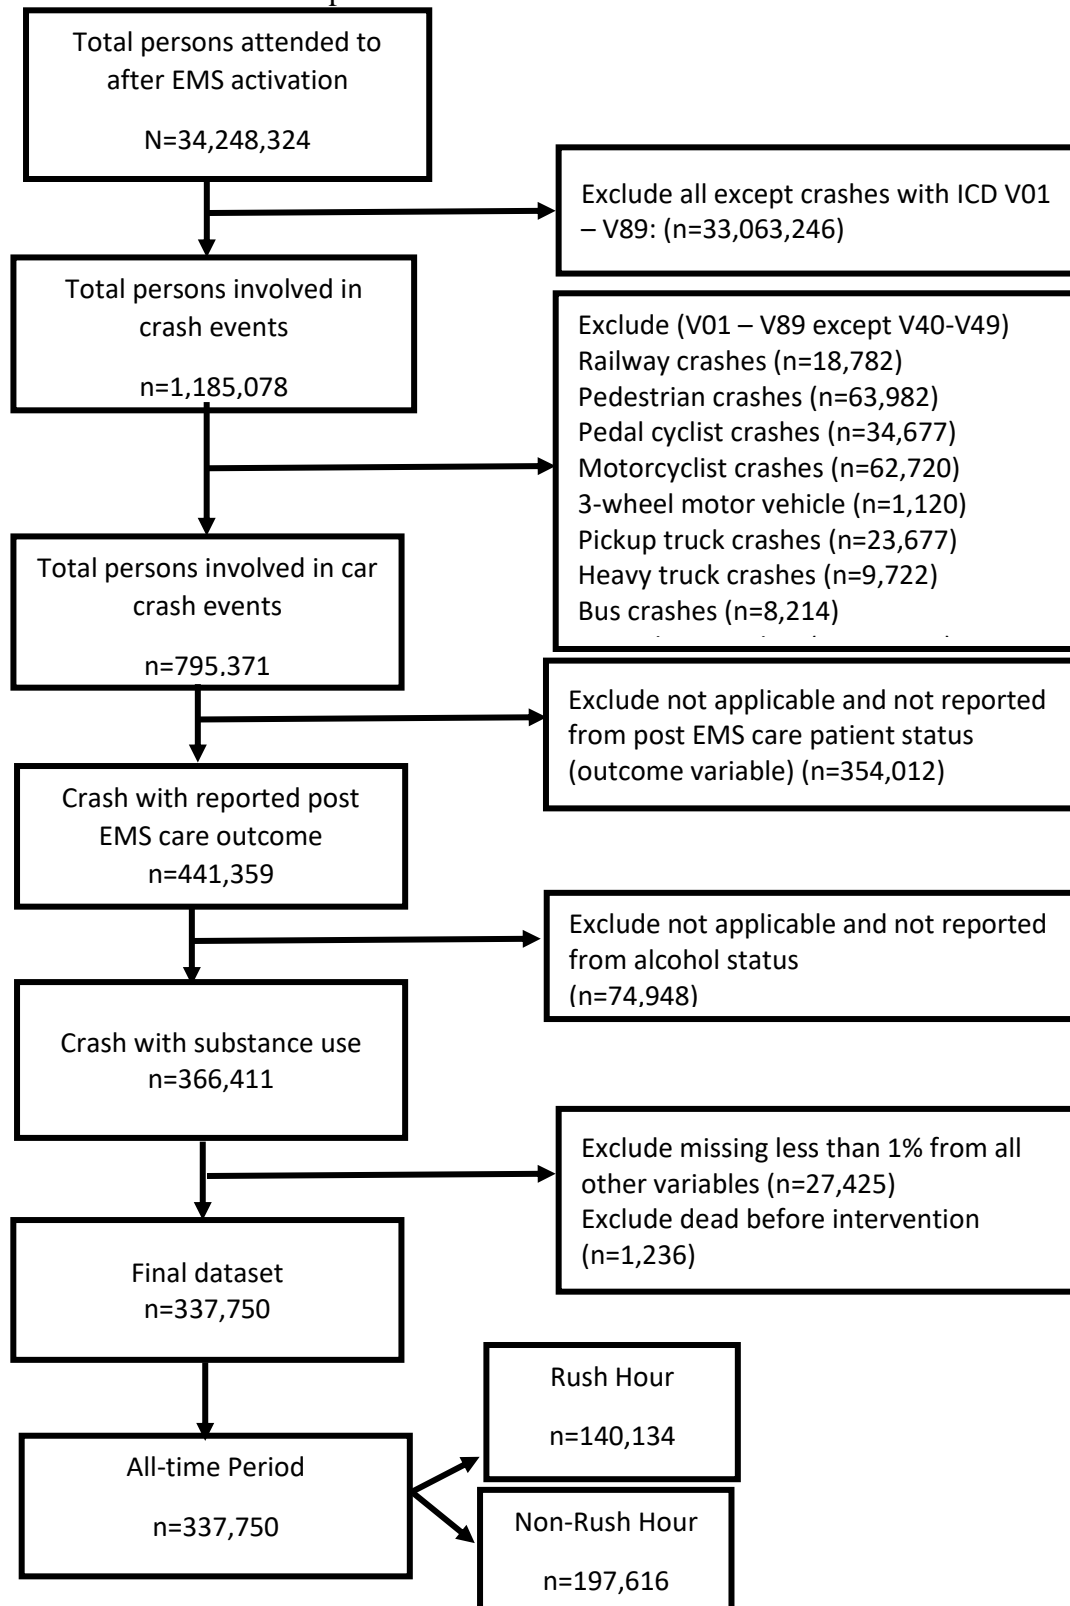 Total persons attended to
after EMS activation
N=34,248,324
Exclude all except crashes with ICD V01
– V89: (n=33,063,246)
Total persons involved in
crash events
n=1,185,078
Exclude (V01 – V89 except V40-V49)
Railway crashes (n=18,782)
Pedestrian crashes (n=63,982)
Pedal cyclist crashes (n=34,677)
Motorcyclist crashes (n=62,720)
3-wheel motor vehicle (n=1,120)
Pickup truck crashes (n=23,677)
Heavy truck crashes (n=9,722)
Bus crashes (n=8,214)
Total persons involved in car
crash events
n=795,371
Exclude not applicable and not reported
from post EMS care patient status
(outcome variable) (n=354,012)
Crash with reported post
EMS care outcome
n=441,359
Exclude not applicable and not reported
from alcohol status
(n=74,948)
Crash with substance use
n=366,411
Exclude missing less than 1% from all
other variables (n=27,425)
Exclude dead before intervention
(n=1,236)
Final dataset
n=337,750
Rush Hour
n=140,134
All-time Period
n=337,750
Non-Rush Hour
n=197,616